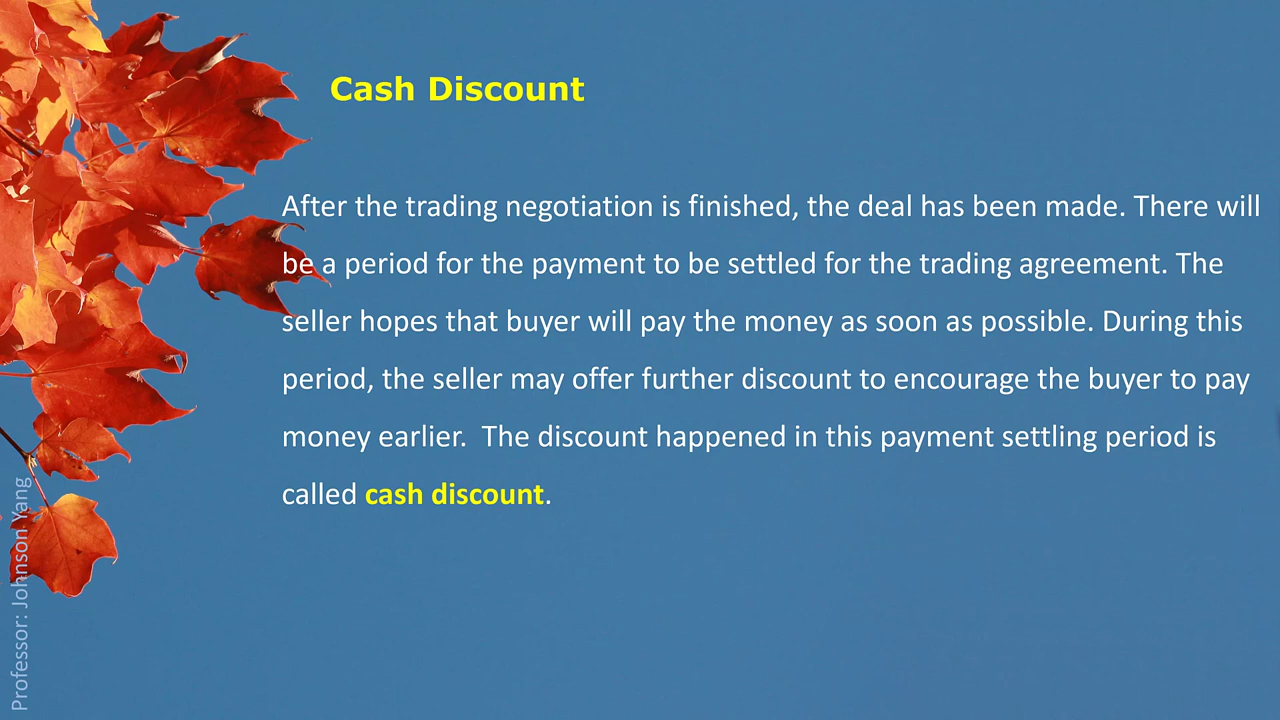 Cash Discount
After the trading negotiation is finished, the deal has been made. There will
be a period for the payment to be settled for the trading agreement. The
seller hopes that buyer will pay the money as soon as possible. During this
period, the seller may offer further discount to encourage the buyer to pay
money earlier.  The discount happened in this payment settling period is
called cash discount.
Professor: Johnson Yang